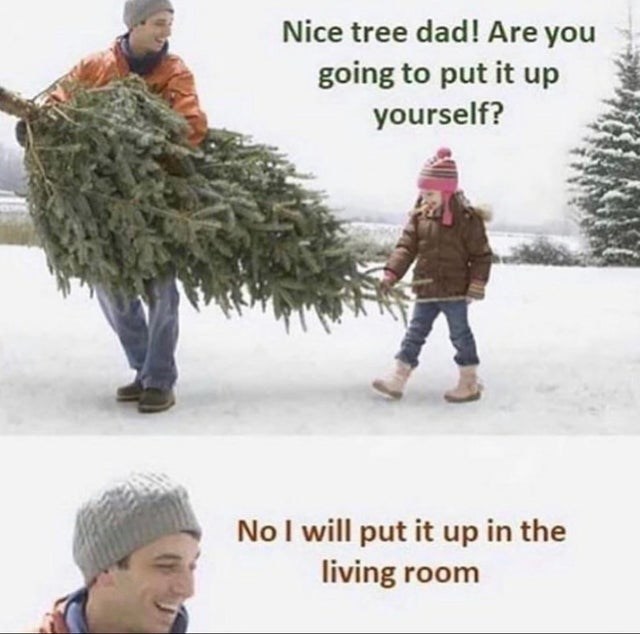 Nice tree dad! Are you
going to put it up
yourself?
No I will put it up in the
living room